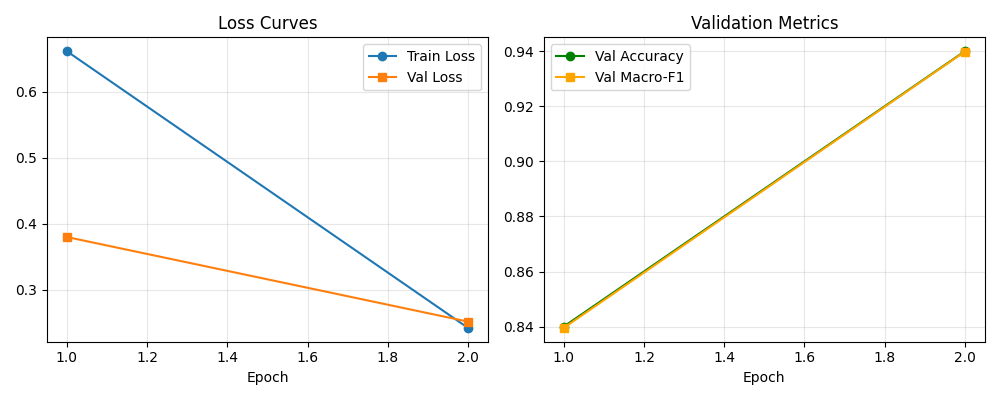 Loss Curves
Train Loss
Val Loss
0.6
0.5
0.4
0.3
1.0 1.2 1.4 1.6 1.8 2.0
Epoch
Validation Metrics
Val Accuracy
Val Macro-F1
0.94
0.92
0.90
0.88
0.86
0.84
1.0 1.2 1.4 1.6 1.8 2.0
Epoch